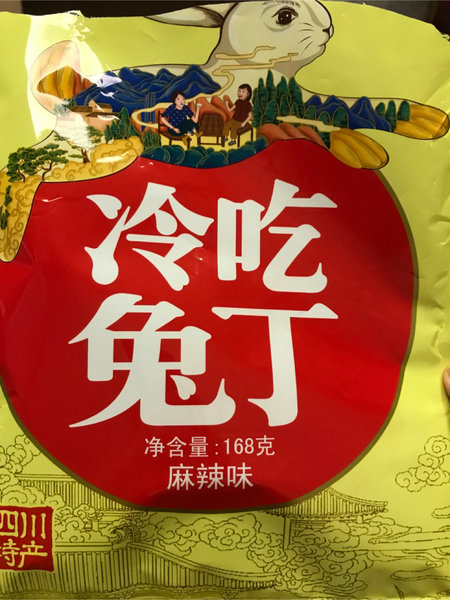 冷吃
兔丁
净含量:168克
麻辣味
四川
特产